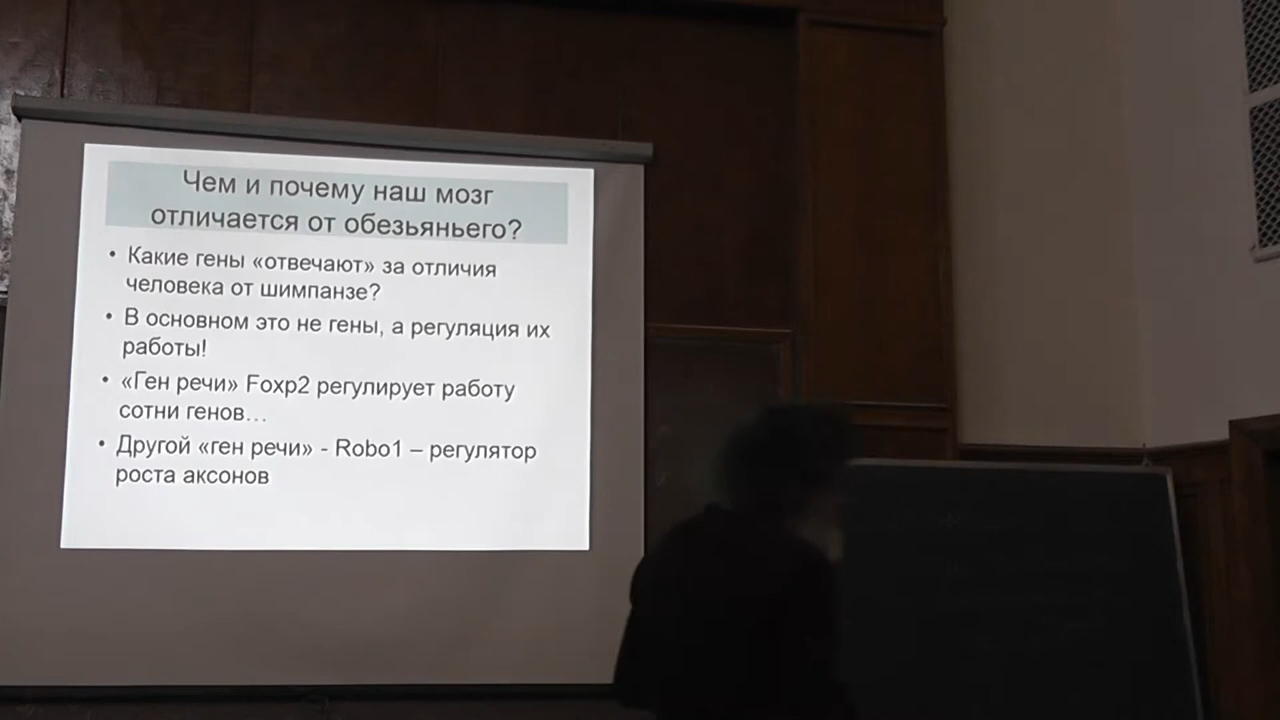 Чем и почему наш мозг
отличается от обезьяньего?
• Какие гены «отвечают» за отличия
человека от шимпанзе?
• В основном это не гены, а регуляция их
работы!
• «Ген речи» Foxp2 регулирует работу
сотни генов…
• Другой «ген речи» - Robo1 – регулятор
роста аксонов